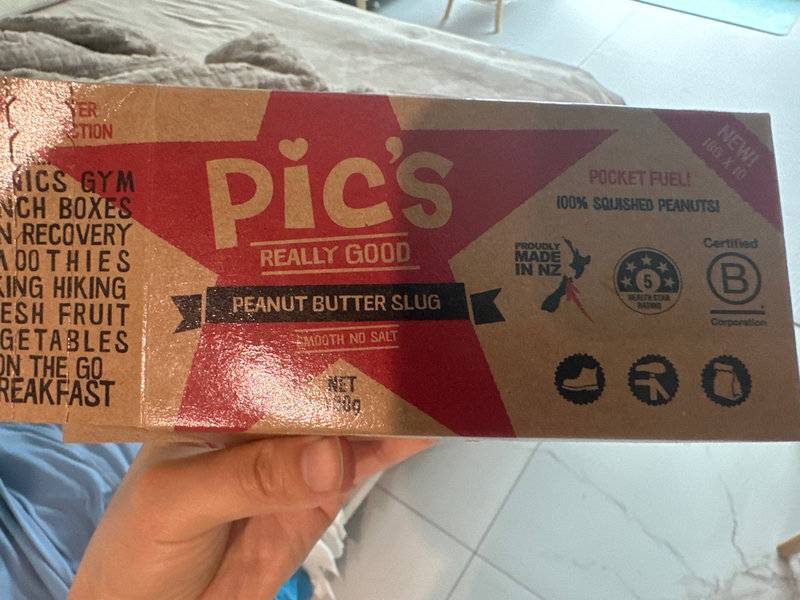 NICS GYM
NCH BOXES
N RECOVERY
OOTHIES
KING HIKING
ESH FRUIT
GETABLES
ON THE GO
REAKFAST
PIC'S
REALLY GOOD
PEANUT BUTTER SLUG
SMOOTH NO SALT
NET
NEW!
POCKET FUEL!
100% SQUISHED PEANUTS!
PROUDLY
MADE
IN NZ
5
HEALTH STAR
RATING
Certified
B
Corporation